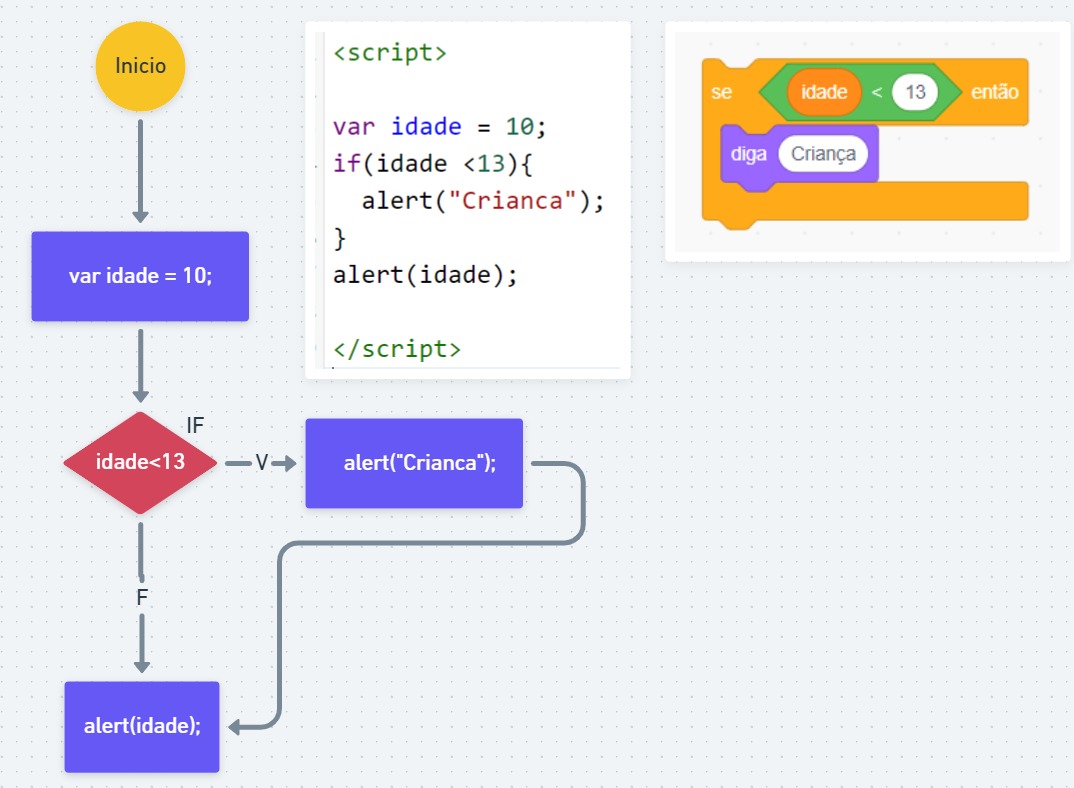 Inicio
var idade = 10;
IF
idade<13
V
alert("Crianca");
F
alert(idade);
<script>
var idade = 10;
if(idade <13){
alert("Crianca");
}
alert(idade);
</script>
se idade < 13 então
diga Criança